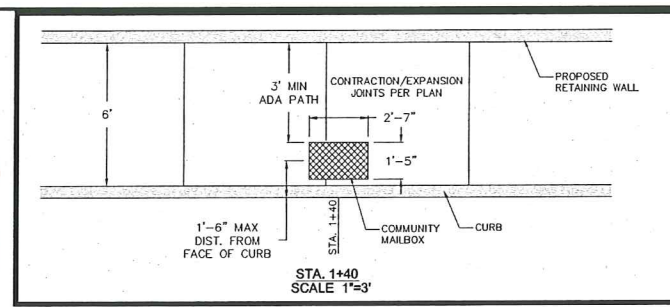 6'
3' MIN
ADA PATH
CONTRACTION/EXPANSION
JOINTS PER PLAN
PROPOSED
RETAINING WALL
2'-7"
1'-5"
1'-6" MAX
DIST. FROM
FACE OF CURB
STA. 1+40
COMMUNITY
MAILBOX
CURB
STA. 1+40
SCALE 1"=3'